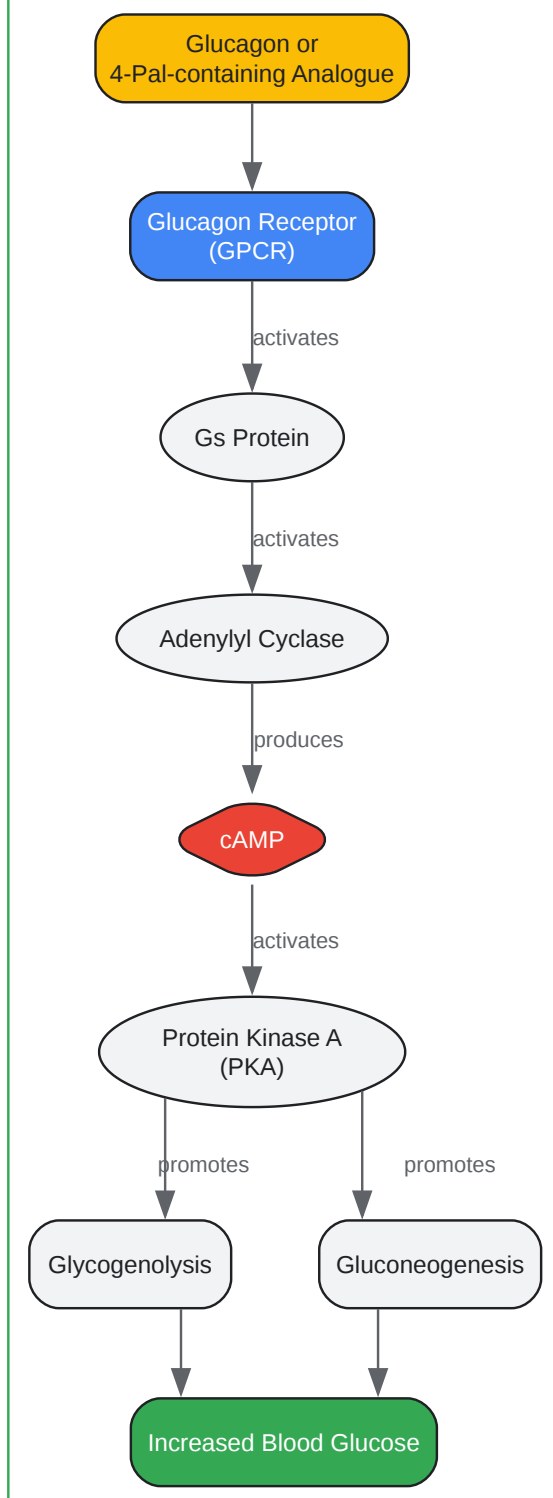 Glucagon or
4-Pal-containing Analogue
Glucagon Receptor
(GPCR)
activates
Gs Protein
activates
Adenylyl Cyclase
produces
cAMP
activates
Protein Kinase A
(PKA)
promotes
promotes
Glycogenolysis
Gluconeogenesis
Increased Blood Glucose